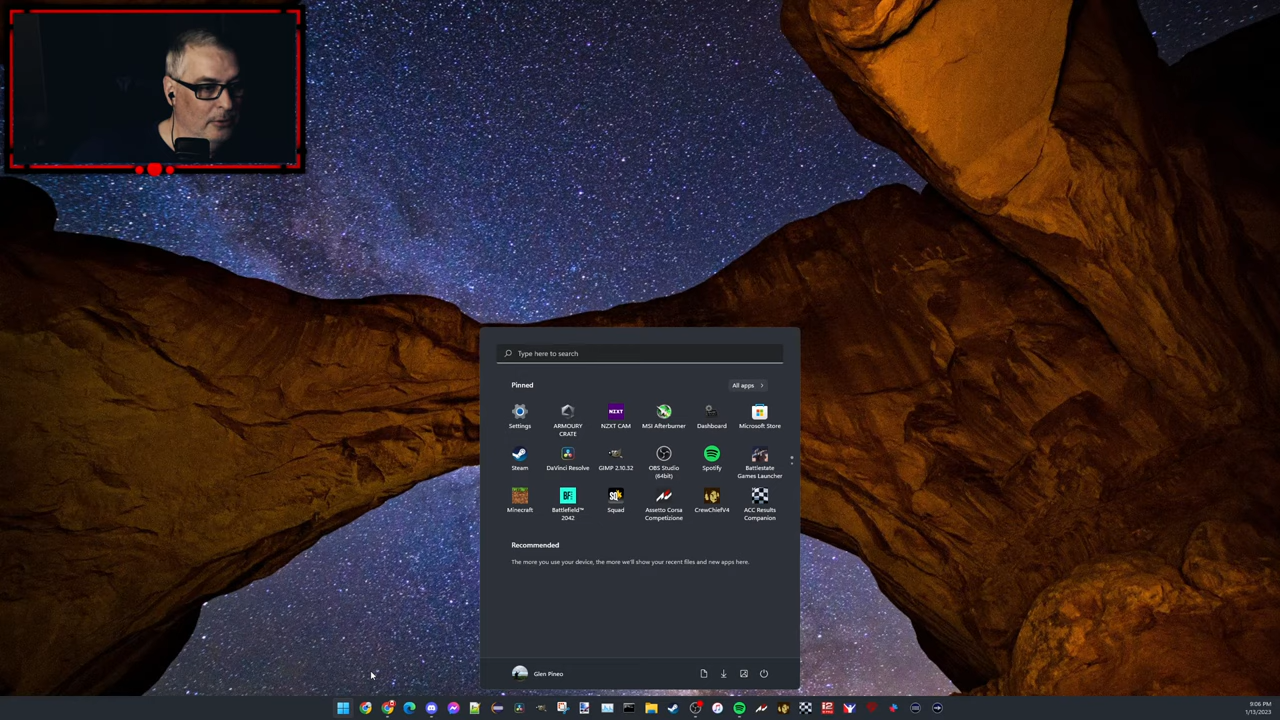 Type here to search
Pinned
All apps
Settings
ARMOURY
CRATE
NZXT
NZXT CAM
MSI Afterburner
Dashboard
Microsoft Store
Steam
DaVinci Resolve
GIMP 2.10.32
OBS Studio
(64bit)
Spotify
Battlestate
Games Launcher
Minecraft
BF
Battlefield™
2042
Squad
Assetto Corsa
Competizione
CrewChiefV4
ACC Results
Companion
Recommended
The more you use your device, the more we'll show your recent files and new apps here.
Glen Pineo
9:06 PM
1/13/2023